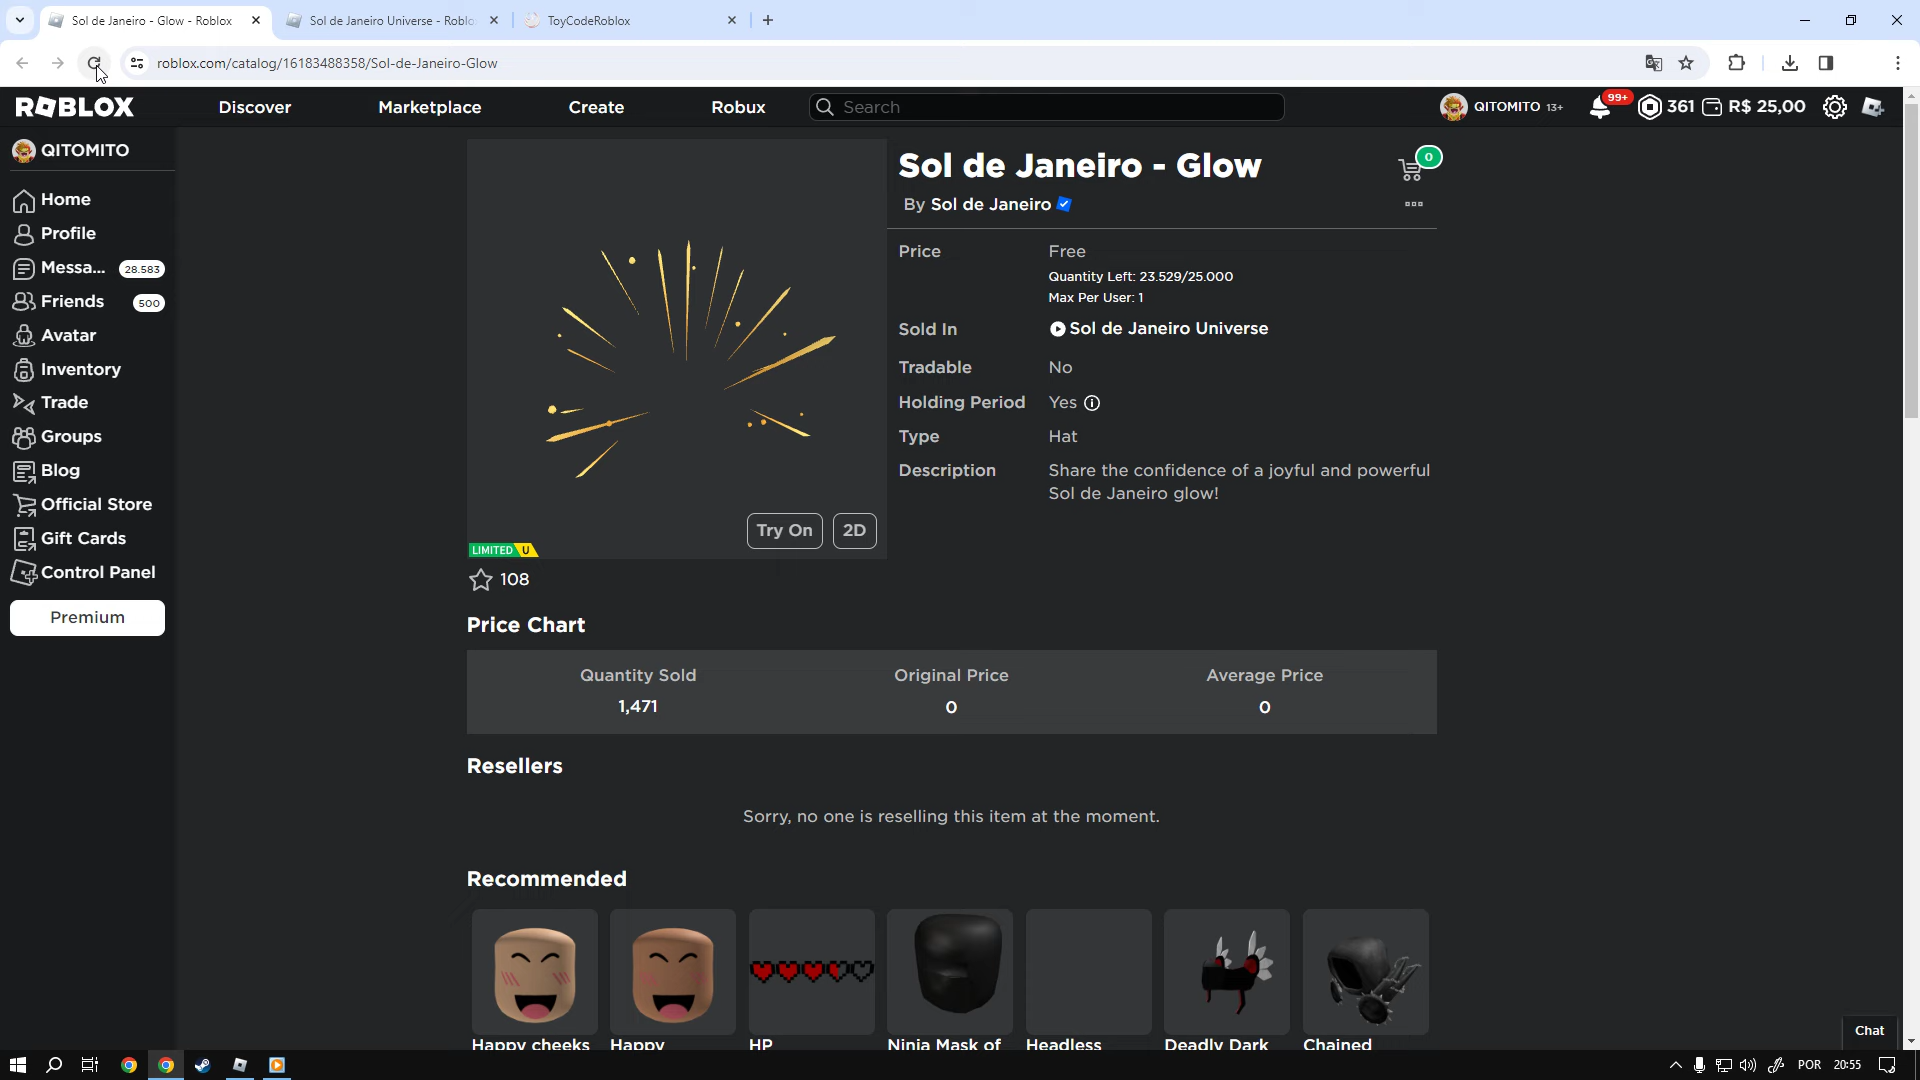 Sol de Janeiro - Glow - Roblox
Sol de Janeiro Universe - Roblo
ToyCodeRoblox
roblox.com/catalog/16183488358/Sol-de-Janeiro-Glow
ROBLOX
Discover
Marketplace
Create
Robux
Search
QITOMITO 13+
99+
361
R$ 25,00
QITOMITO
Home
Profile
Messa... 28.583
Friends 500
Avatar
Inventory
Trade
Groups
Blog
Official Store
Gift Cards
Control Panel
Premium
Try On
2D
LIMITED U
108
Sol de Janeiro - Glow
0
By Sol de Janeiro
Price Free
Quantity Left: 23.529/25.000
Max Per User: 1
Sold In Sol de Janeiro Universe
Tradable No
Holding Period Yes
Type Hat
Description Share the confidence of a joyful and powerful
Sol de Janeiro glow!
Price Chart
Quantity Sold Original Price Average Price
1,471 0 0
Resellers
Sorry, no one is reselling this item at the moment.
Recommended
Happy cheeks Happy HP Ninja Mask of Headless Deadly Dark Chained
Chat
POR 20:55